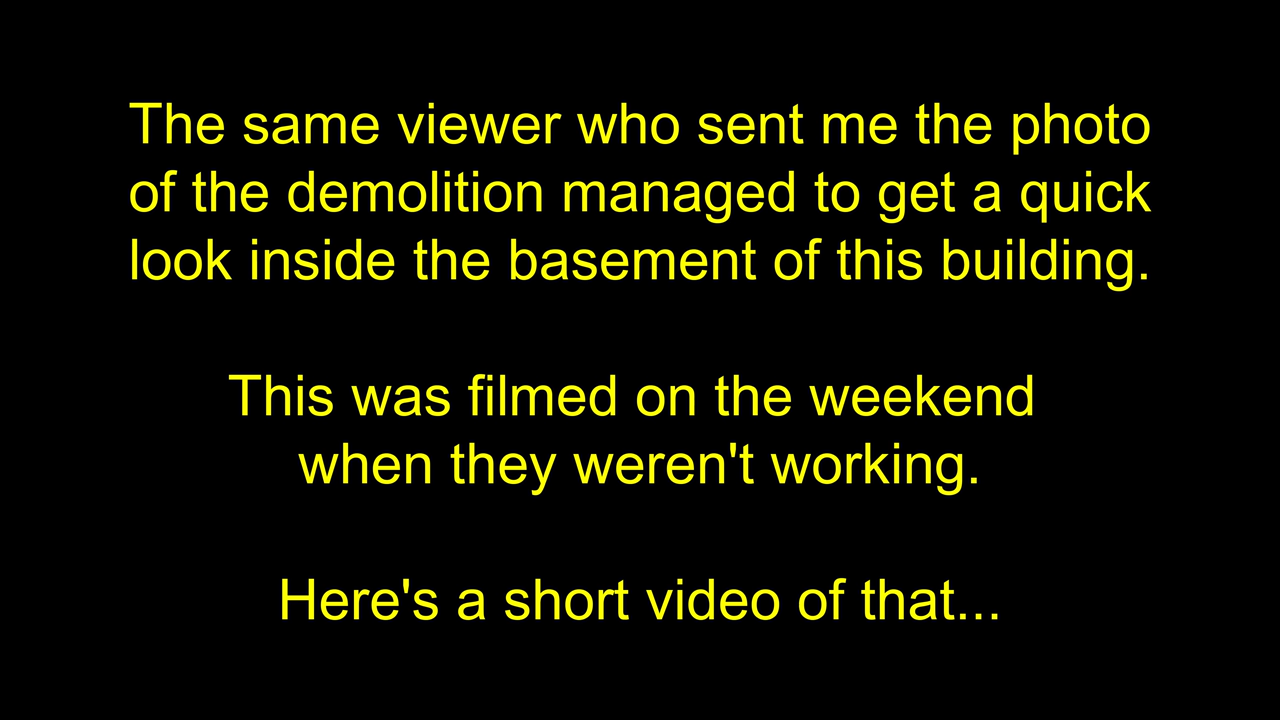 The same viewer who sent me the photo
of the demolition managed to get a quick
look inside the basement of this building.
This was filmed on the weekend
when they weren't working.
Here's a short video of that...